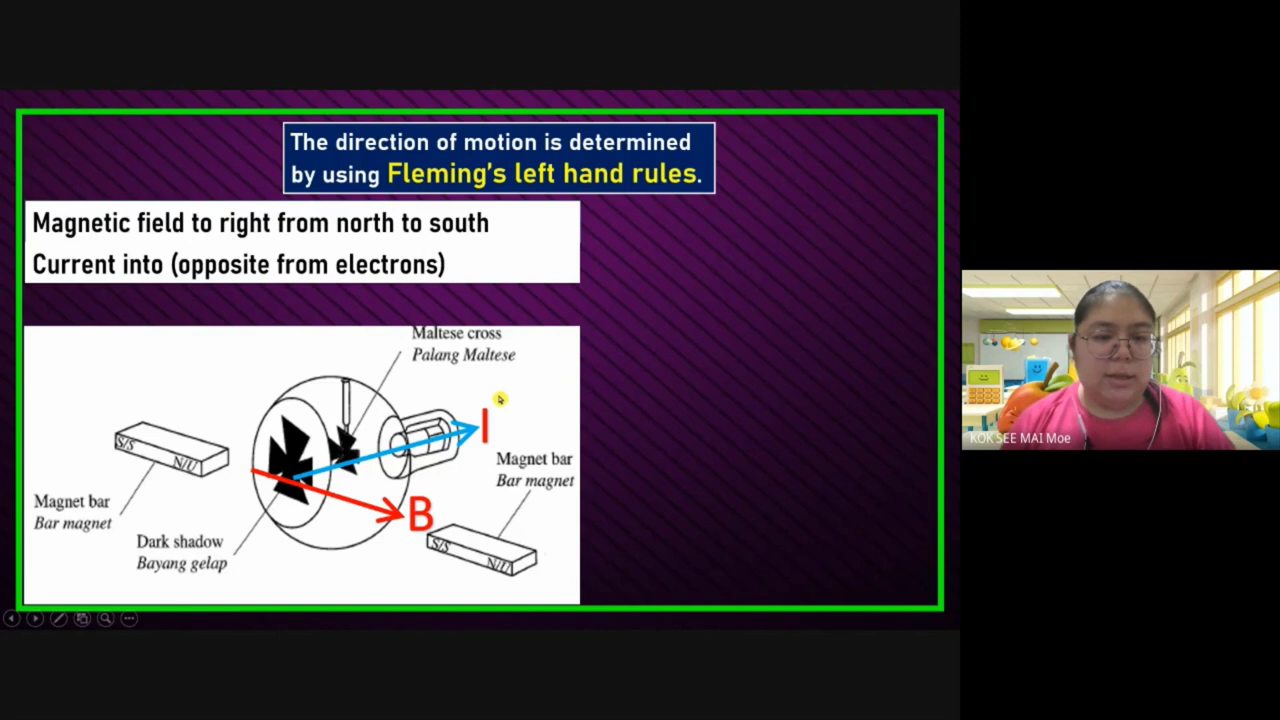 The direction of motion is determined
by using Fleming's left hand rules.
Magnetic field to right from north to south
Current into (opposite from electrons)
Maltese cross
Palang Maltese
I
S/S
N/U
Magnet bar
Bar magnet
Magnet bar
Bar magnet
B
S/S
N/U
Dark shadow
Bayang gelap
KOK SEE MAI Moe